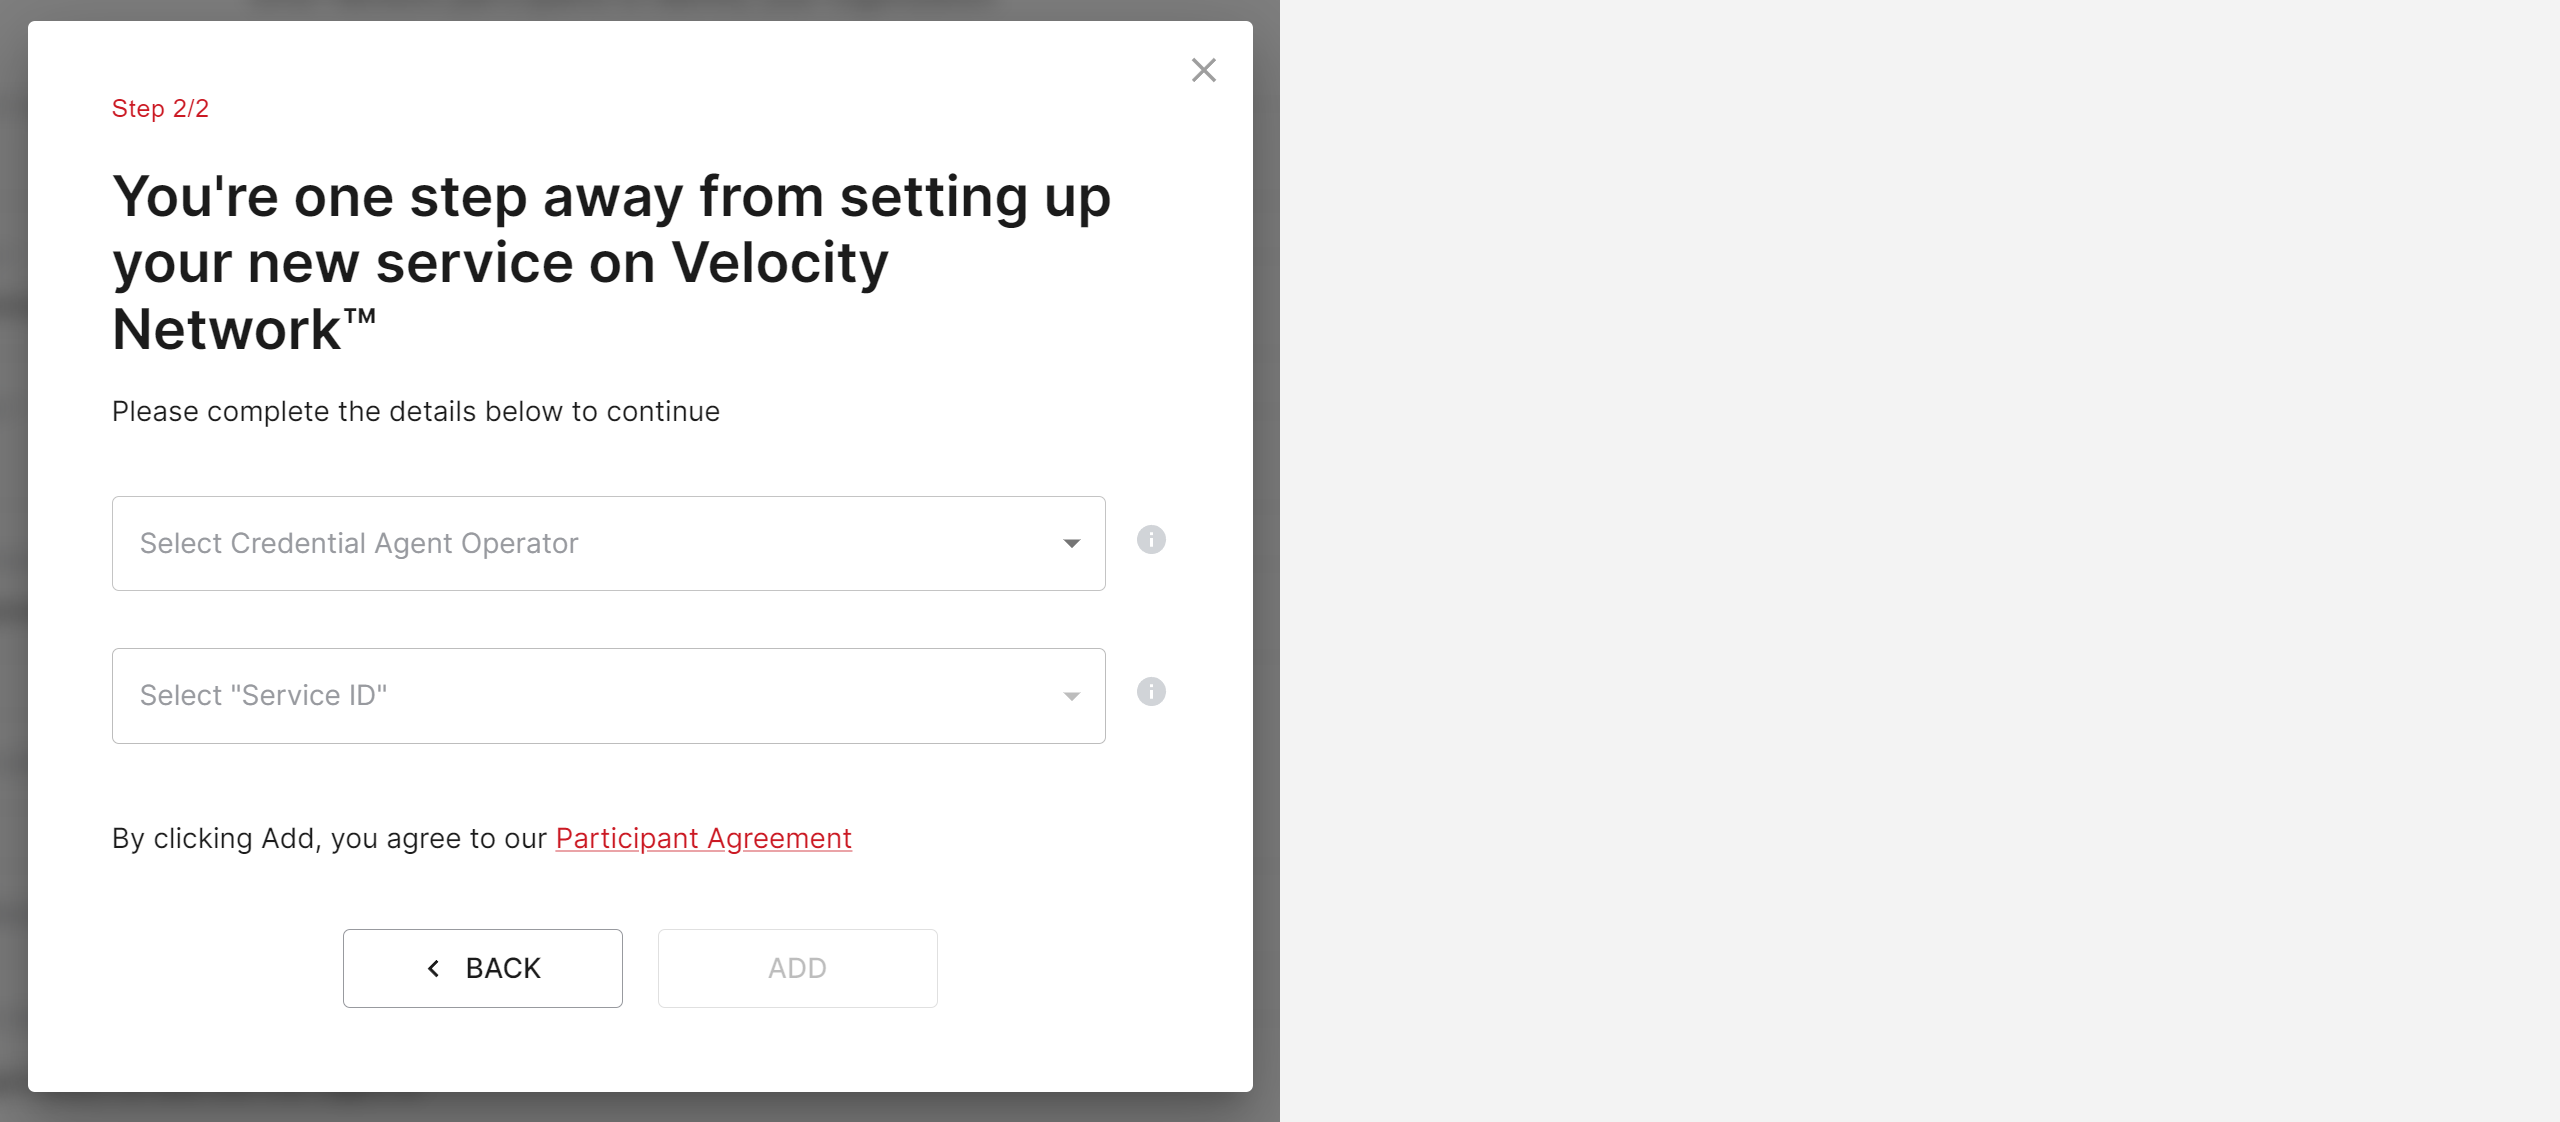 Step 2/2
You're one step away from setting up
your new service on Velocity
Network™
Please complete the details below to continue
Select Credential Agent Operator
Select "Service ID"
By clicking Add, you agree to our Participant Agreement
BACK
ADD